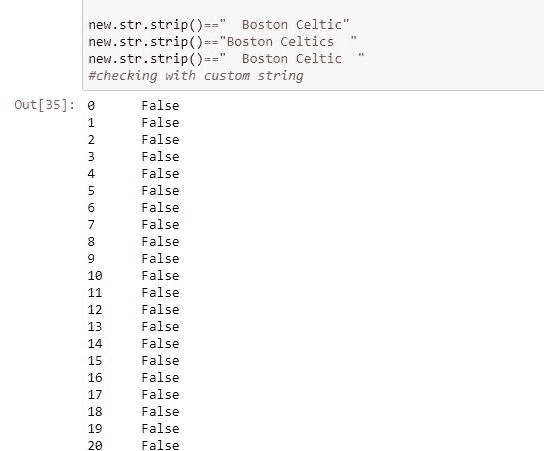 new.str.strip()=="  Boston Celtic"
new.str.strip()=="Boston Celtics  "
new.str.strip()=="  Boston Celtic  "
#checking with custom string
Out[35]: 0     False
1     False
2     False
3     False
4     False
5     False
6     False
7     False
8     False
9     False
10     False
11     False
12     False
13     False
14     False
15     False
16     False
17     False
18     False
19     False
20     False